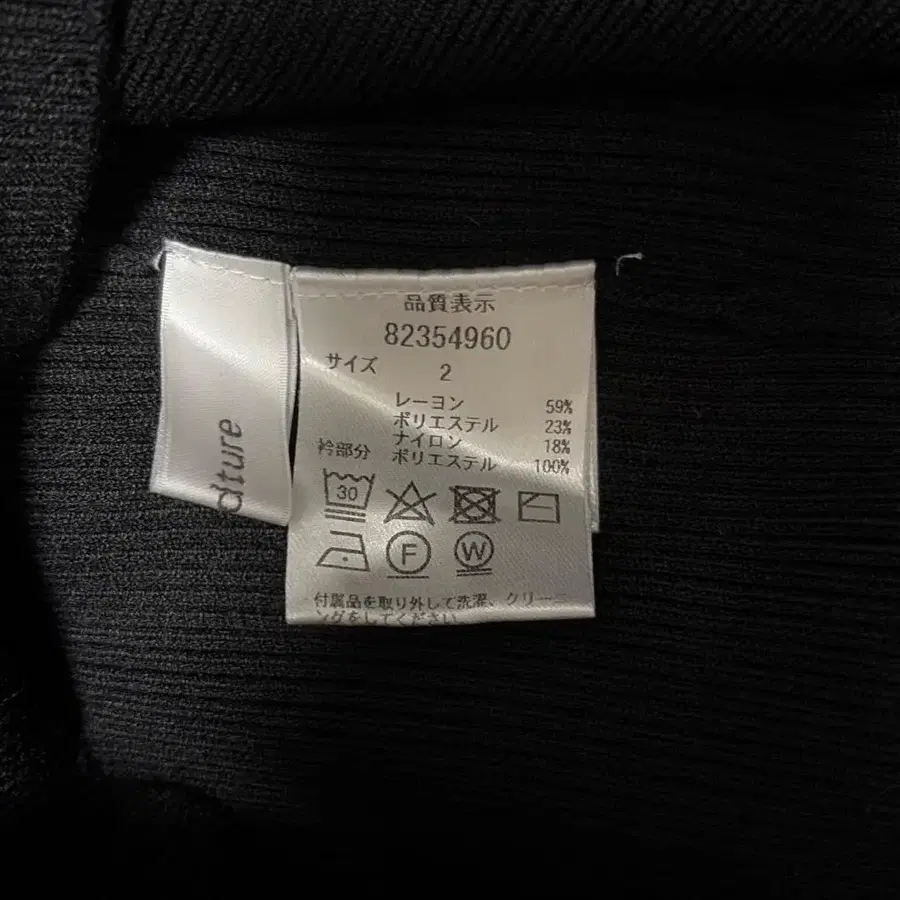 品質表示
82354960
サイズ 2
レーヨン 59%
ポリエステル 23%
ナイロン 18%
衿部分 ポリエステル 100%
30
F W
付属品を取り外して洗濯、クリーニ
ングをしてください
dture